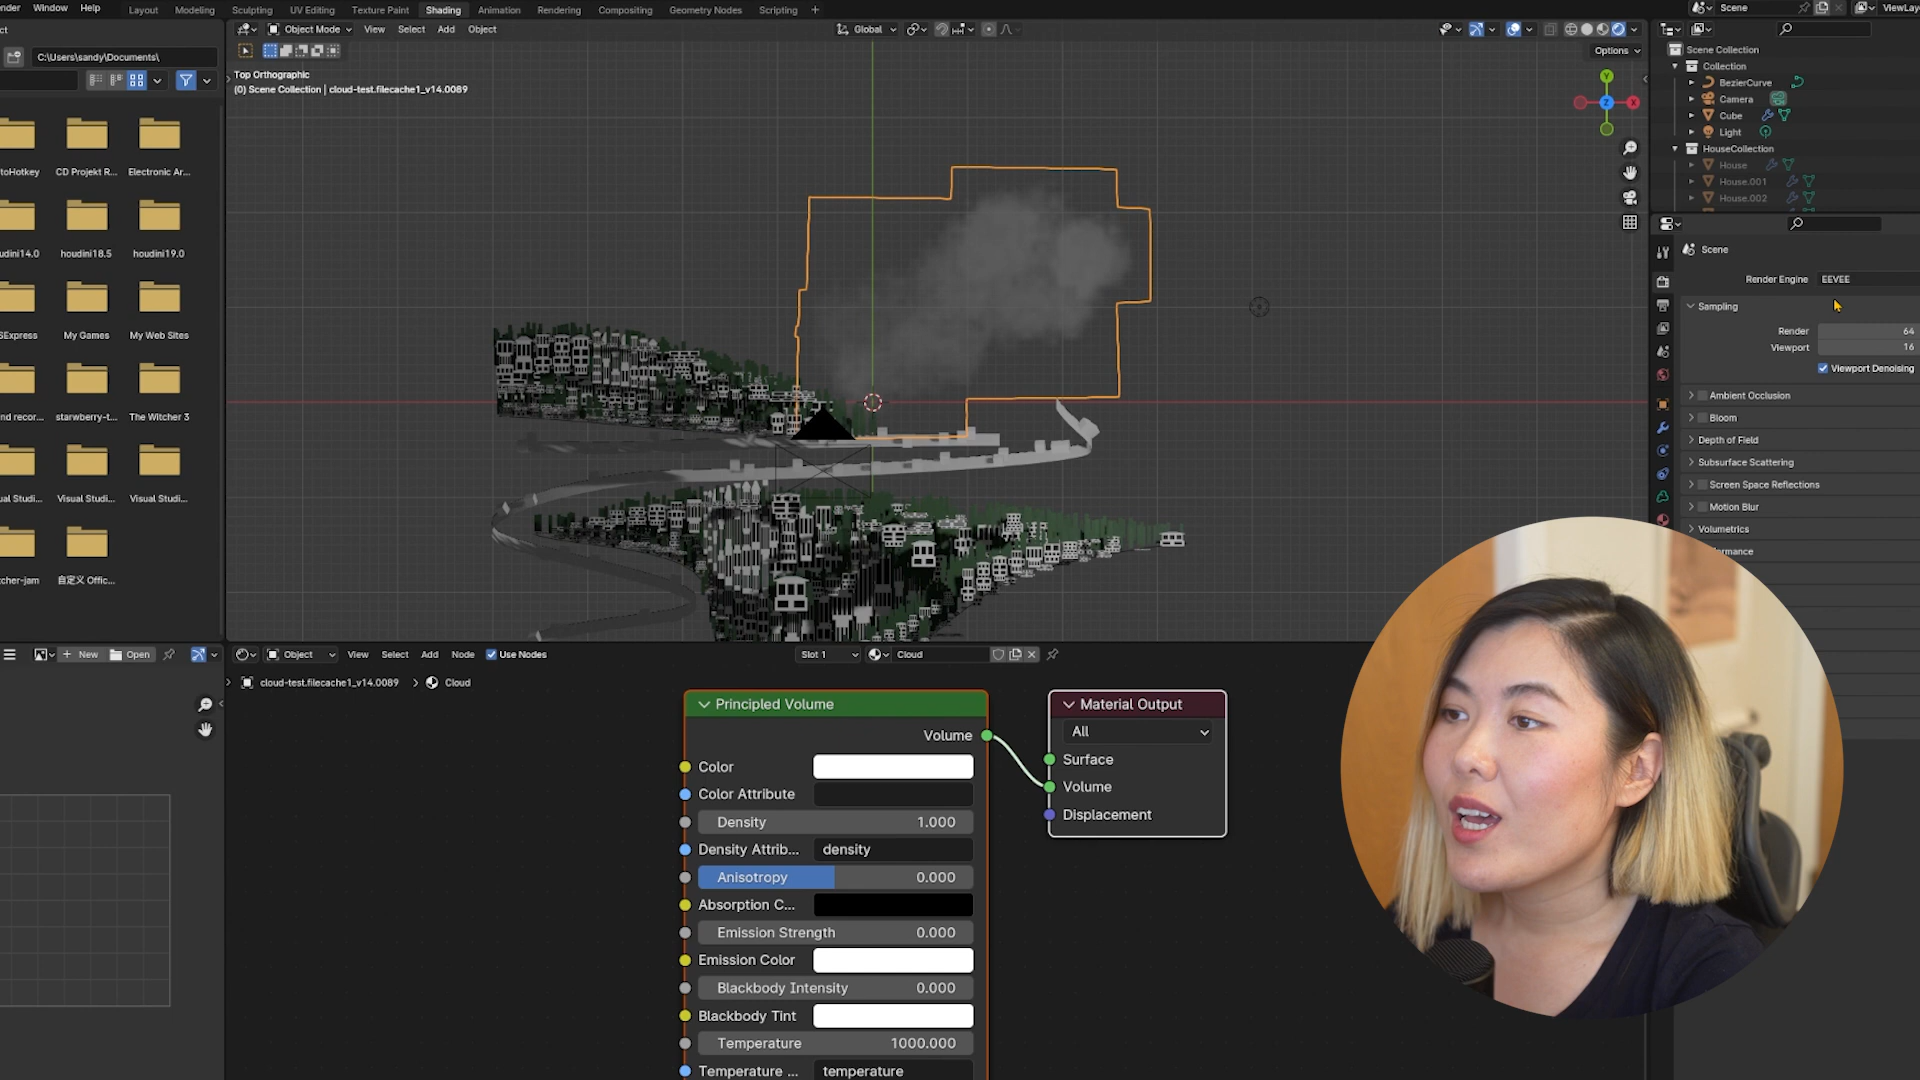 ender Window Help Layout Modeling Sculpting UV Editing Texture Paint Shading Animation Rendering Compositing Geometry Nodes Scripting +
Scene ViewLay
ct
C:\Users\sandy\Documents\
Object Mode View Select Add Object
Global
Options
Top Orthographic
(0) Scene Collection | cloud-test.filecache1_v14.0089
Y
Z
X
toHotkey CD Projekt R... Electronic Ar...
udini14.0 houdini18.5 houdini19.0
SExpress My Games My Web Sites
nd recor... starwberry-t... The Witcher 3
ual Studi... Visual Studi... Visual Studi...
tcher-jam 自定义 Offic...
Scene Collection
Collection
BezierCurve
Camera
Cube
Light
HouseCollection
House
House.001
House.002
Scene
Render Engine EEVEE
Sampling
Render 64
Viewport 16
Viewport Denoising
Ambient Occlusion
Bloom
Depth of Field
Subsurface Scattering
Screen Space Reflections
Motion Blur
Volumetrics
ormance
+ New Open
Object View Select Add Node Use Nodes Slot 1 Cloud
cloud-test.filecache1_v14.0089 > Cloud
Principled Volume
Volume
Color
Color Attribute
Density 1.000
Density Attrib... density
Anisotropy 0.000
Absorption C...
Emission Strength 0.000
Emission Color
Blackbody Intensity 0.000
Blackbody Tint
Temperature 1000.000
Temperature ... temperature
Material Output
All
Surface
Volume
Displacement